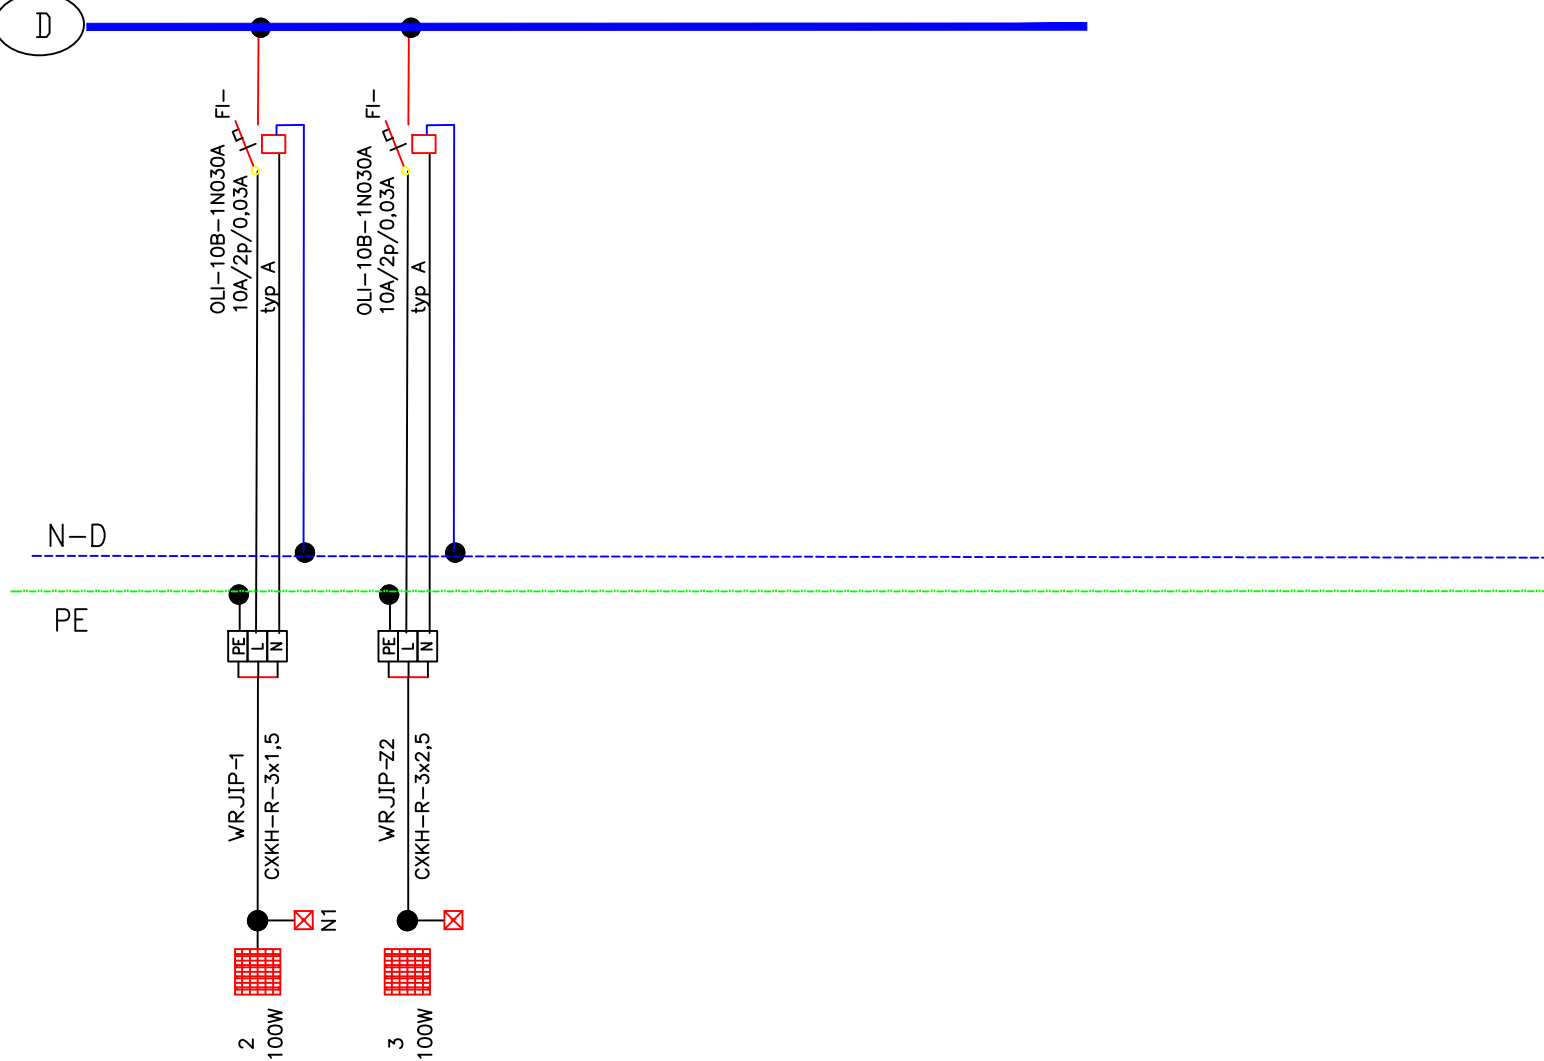 D
FI-
OLI-10B-1N030A
10A/2p/0,03A
typ A
FI-
OLI-10B-1N030A
10A/2p/0,03A
typ A
N-D
PE
PE L N
PE L N
WRJIP-1
CXKH-R-3x1,5
WRJIP-Z2
CXKH-R-3x2,5
N1
2
100W
3
100W